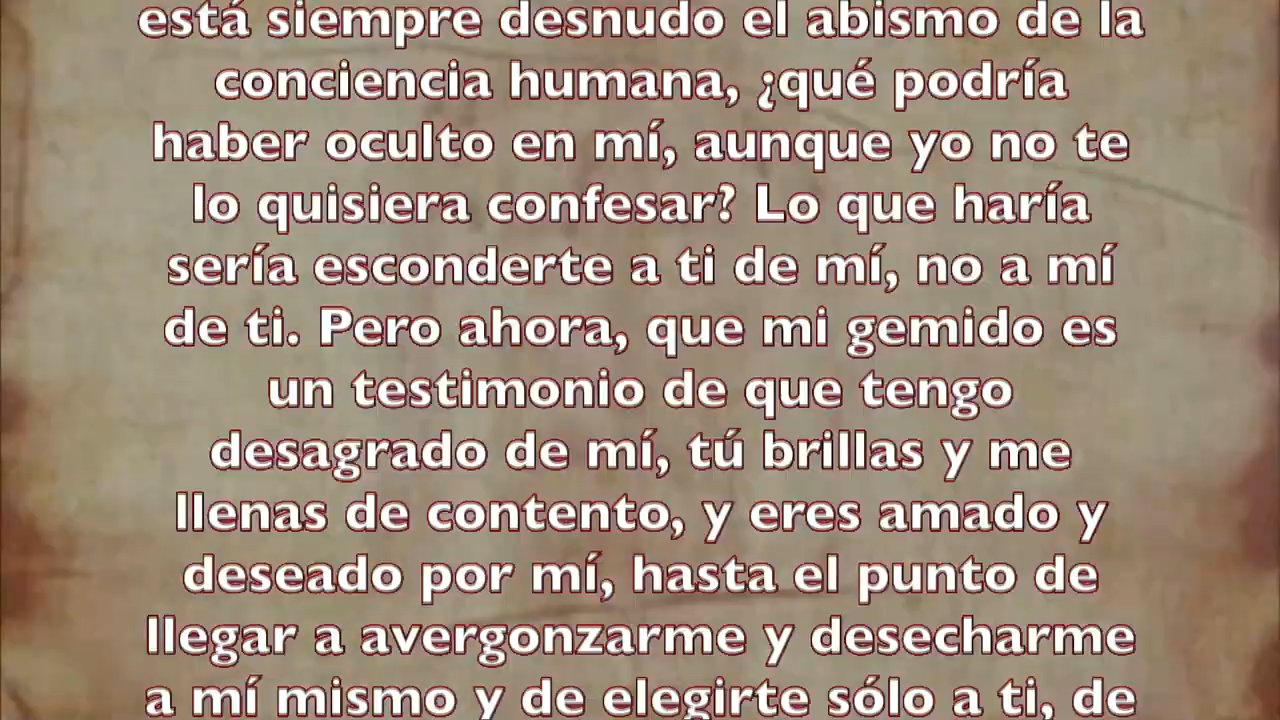 está siempre desnudo el abismo de la
conciencia humana, ¿qué podría
haber oculto en mí, aunque yo no te
lo quisiera confesar? Lo que haría
sería esconderte a ti de mí, no a mí
de ti. Pero ahora, que mi gemido es
un testimonio de que tengo
desagrado de mí, tú brillas y me
llenas de contento, y eres amado y
deseado por mí, hasta el punto de
llegar a avergonzarme y desecharme
a mí mismo y de elegirte sólo a ti, de